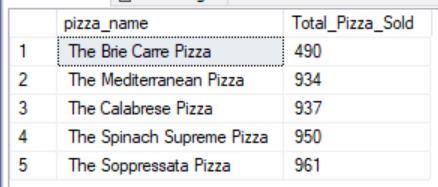 pizza_name Total_Pizza_Sold
1 The Brie Carre Pizza 490
2 The Mediterranean Pizza 934
3 The Calabrese Pizza 937
4 The Spinach Supreme Pizza 950
5 The Soppressata Pizza 961